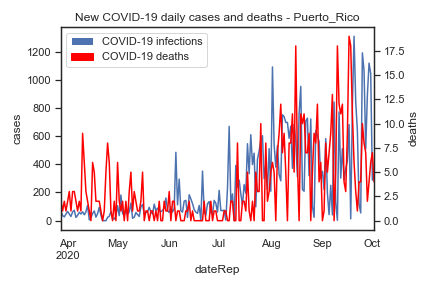 New COVID-19 daily cases and deaths - Puerto_Rico
COVID-19 infections
COVID-19 deaths
cases
1200
1000
800
600
400
200
0
deaths
17.5
15.0
12.5
10.0
7.5
5.0
2.5
0.0
Apr
2020
May
Jun
Jul
Aug
Sep
Oct
dateRep